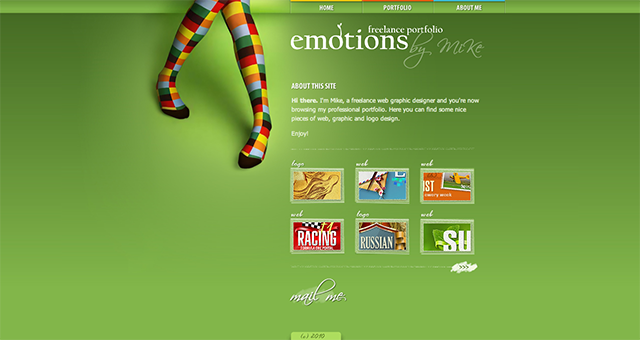 HOME PORTFOLIO ABOUT ME
freelance portfolio
emotions by MiKe
ABOUT THIS SITE
Hi there. I'm Mike, a freelance web graphic designer and you're now
browsing my professional portfolio. Here you can find some nice
pieces of web, graphic and logo design.
Enjoy!
logo web web
IST
web logo web
RACING RUSSIAN SU
mail me
(c) 2010